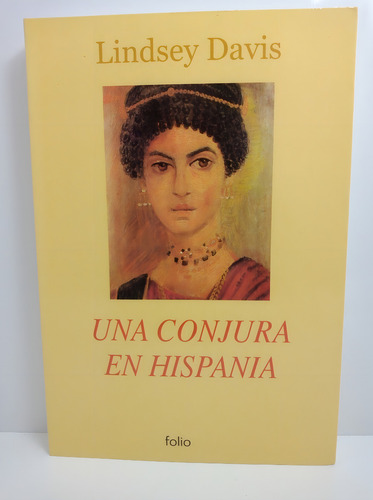 Lindsey Davis
UNA CONJURA
EN HISPANIA
folio